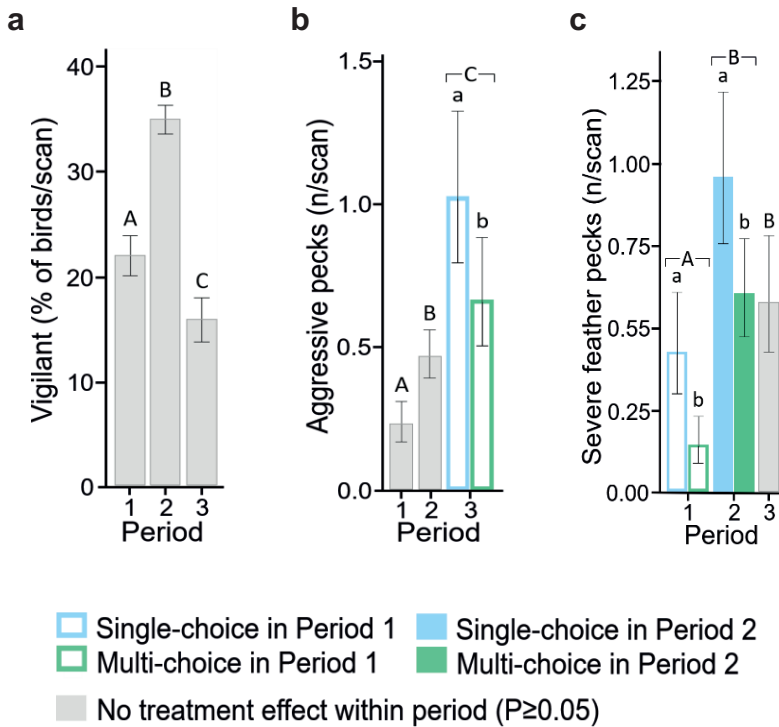 a
Vigilant (% of birds/scan)
40
30
20
10
0
A
B
C
1 2 3
Period
b
Aggressive pecks (n/scan)
1.5
1.0
0.5
0.0
A
B
C
a
b
1 2 3
Period
c
Severe feather pecks (n/scan)
1.25
1.00
0.75
0.55
0.25
0.00
A
a
b
B
a
b
B
1 2 3
Period
Single-choice in Period 1
Single-choice in Period 2
Multi-choice in Period 1
Multi-choice in Period 2
No treatment effect within period (P≥0.05)